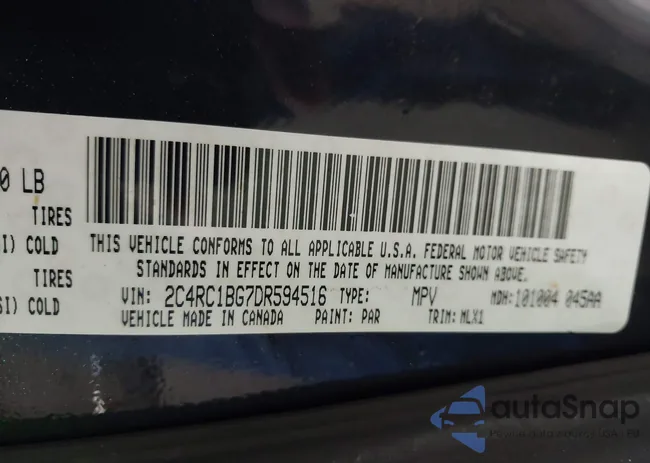 0 LB
TIRES
I) COLD
TIRES
SI) COLD
THIS VEHICLE CONFORMS TO ALL APPLICABLE U.S.A. FEDERAL MOTOR VEHICLE SAFETY
STANDARDS IN EFFECT ON THE DATE OF MANUFACTURE SHOWN ABOVE.
VIN: 2C4RC1BG7DR594516 TYPE: MPV MDH:101004 045AA
VEHICLE MADE IN CANADA PAINT: PAR TRIM: MLX1
autoSnap